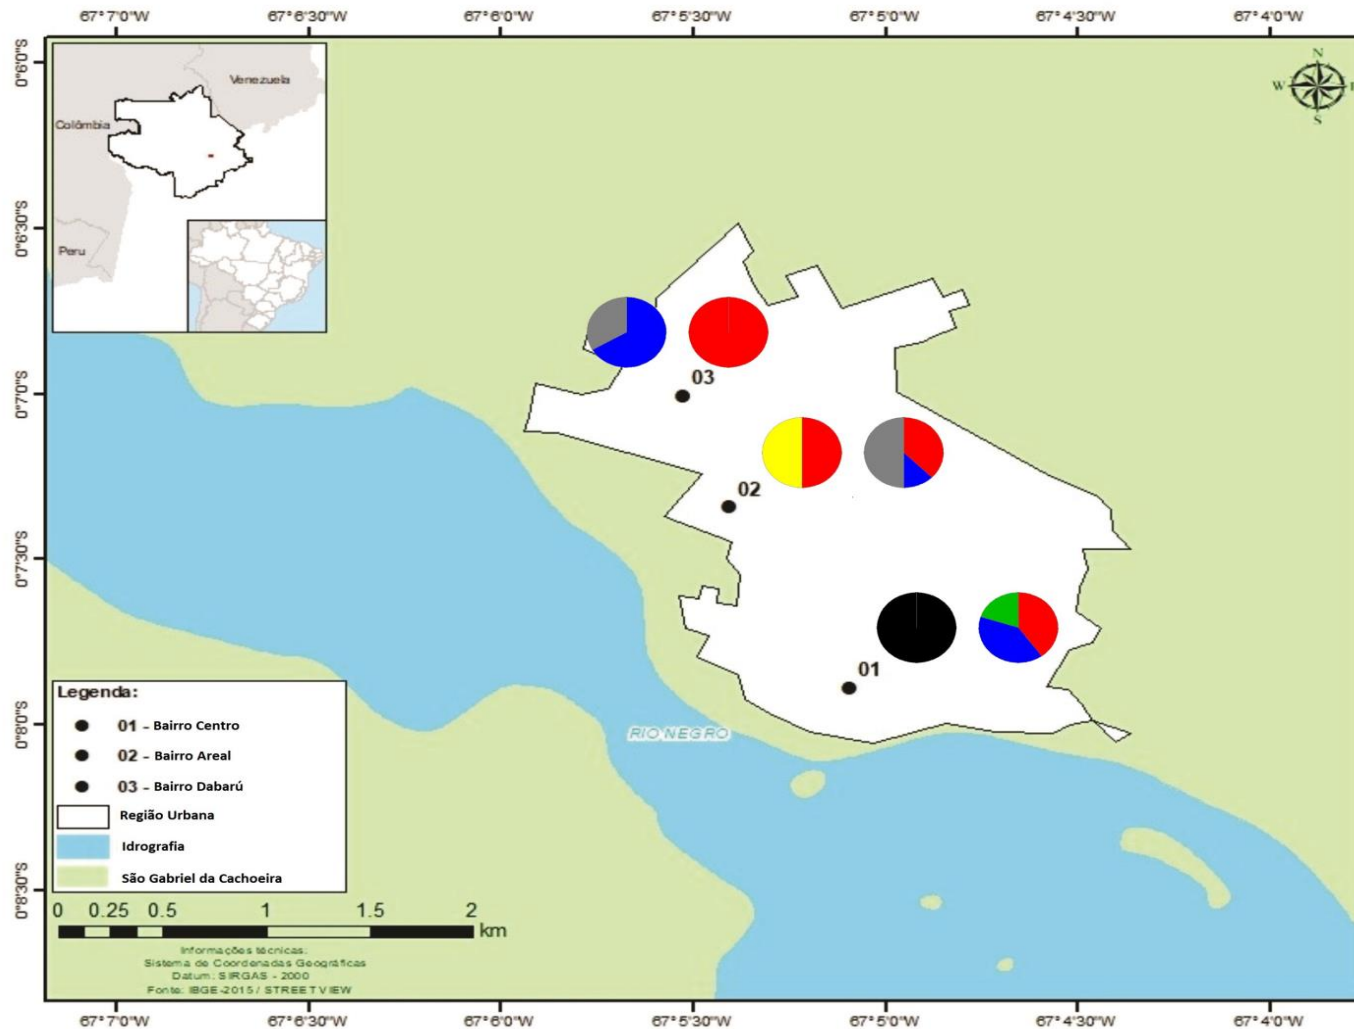 67°7'0"W 67°6'30"W 67°6'0"W 67°5'30"W 67°5'0"W 67°4'30"W 67°4'0"W
0°6'0"S
0°6'30"S
0°7'0"S
0°7'30"S
0°8'0"S
0°8'30"S
Venezuela
Colômbia
Peru
N
W
S
03
02
01
RIO NEGRO
Legenda:
01 - Bairro Centro
02 - Bairro Areal
03 - Bairro Dabarú
Região Urbana
Idrografia
São Gabriel da Cachoeira
0 0.25 0.5 1 1.5 2
km
Informações técnicas:
Sistema de Coordenadas Geográficas
Datum: SIRGAS - 2000
Fonte: IBGE-2015 / STREETVIEW
67°7'0"W 67°6'30"W 67°6'0"W 67°5'30"W 67°5'0"W 67°4'30"W 67°4'0"W